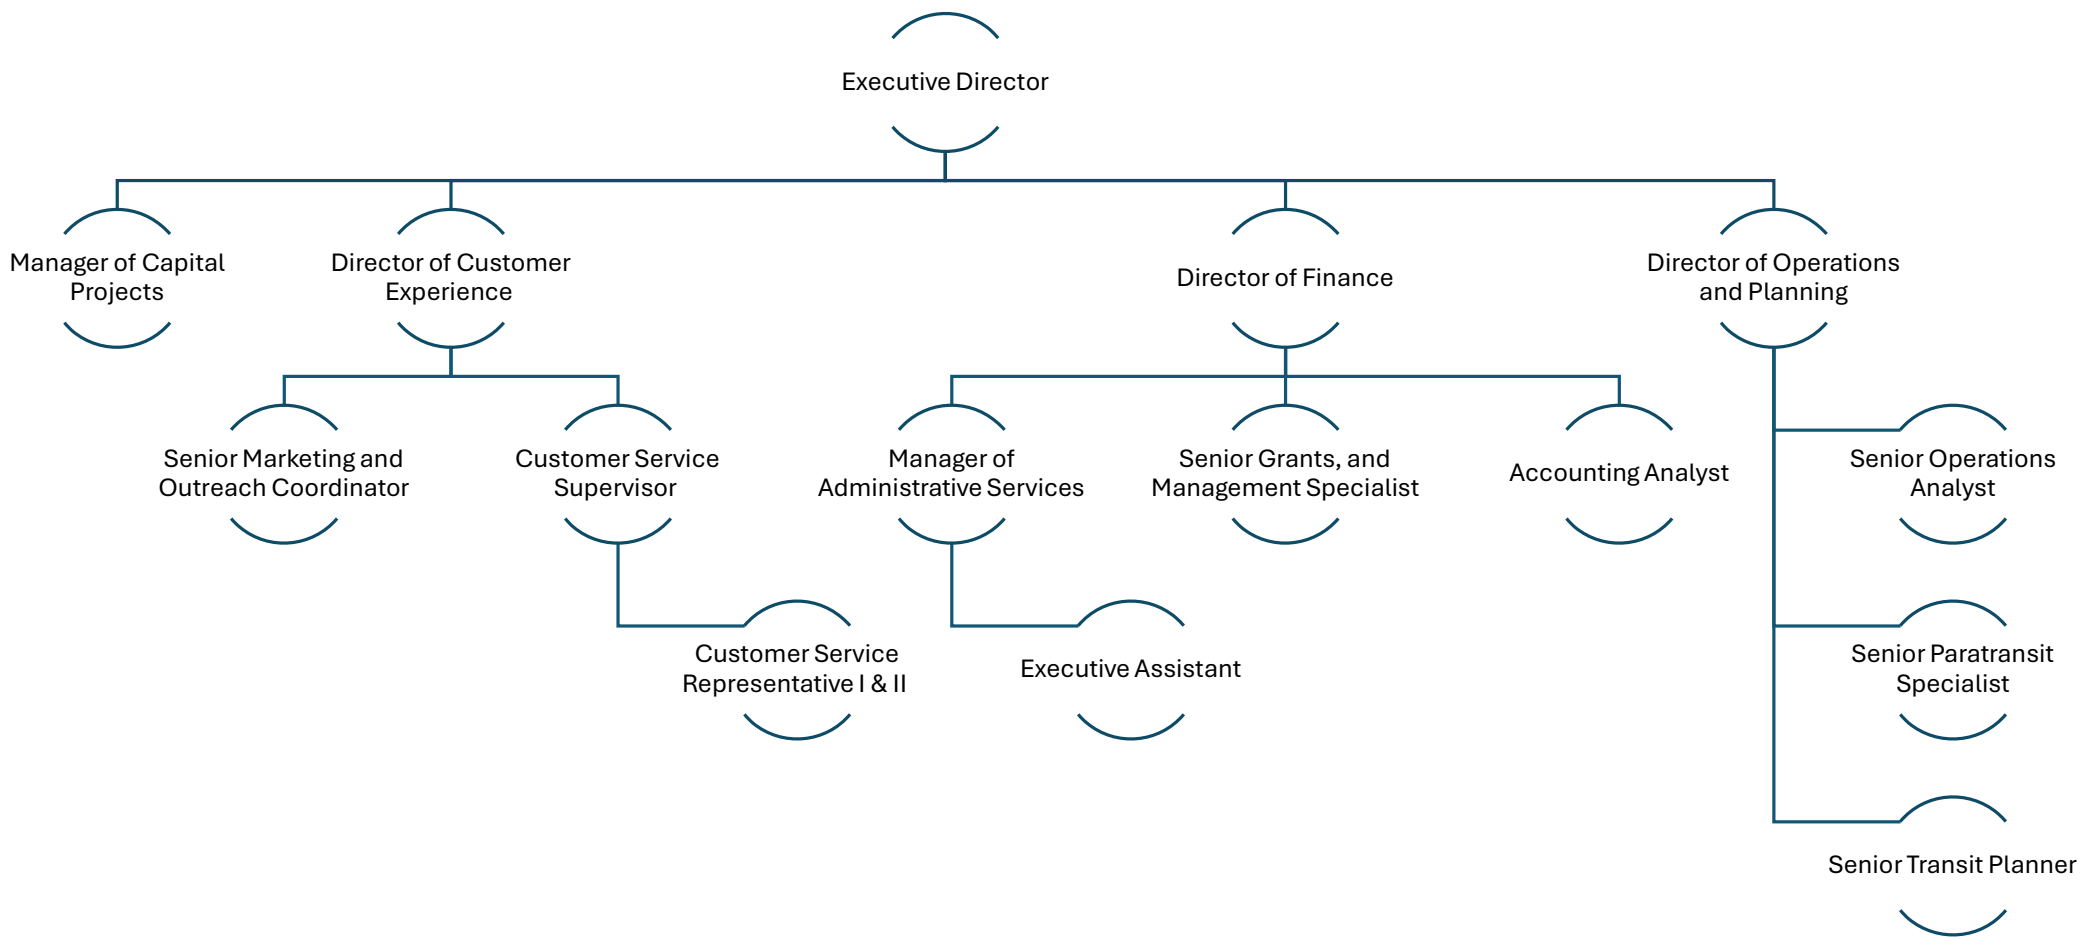 Executive Director
Manager of Capital
Projects
Director of Customer
Experience
Director of Finance
Director of Operations
and Planning
Senior Marketing and
Outreach Coordinator
Customer Service
Supervisor
Manager of
Administrative Services
Senior Grants, and
Management Specialist
Accounting Analyst
Senior Operations
Analyst
Customer Service
Representative I & II
Executive Assistant
Senior Paratransit
Specialist
Senior Transit Planner